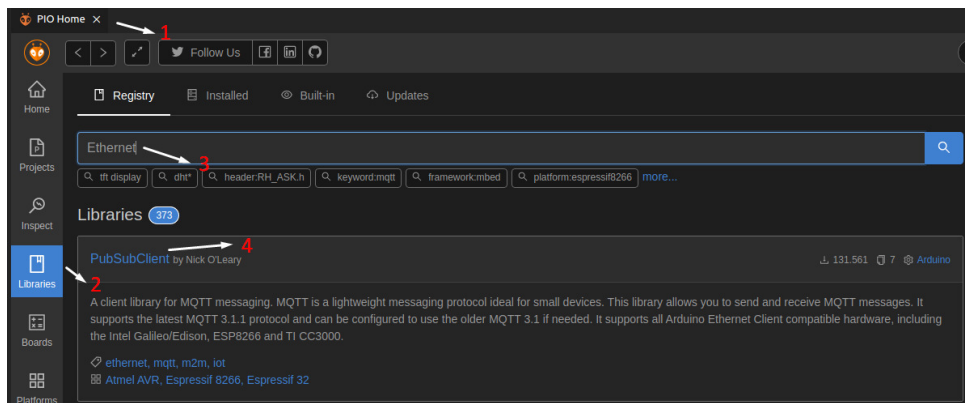 PIO Home ×
1
Follow Us
Home
Registry Installed Built-in Updates
Projects
Ethernet
3
tft display dht* header:RH_ASK.h keyword:mqtt framework:mbed platform:espressif8266 more...
Inspect
Libraries 373
4
PubSubClient by Nick O'Leary 131.561 7 Arduino
Libraries
2
A client library for MQTT messaging. MQTT is a lightweight messaging protocol ideal for small devices. This library allows you to send and receive MQTT messages. It
supports the latest MQTT 3.1.1 protocol and can be configured to use the older MQTT 3.1 if needed. It supports all Arduino Ethernet Client compatible hardware, including
the Intel Galileo/Edison, ESP8266 and TI CC3000.
Boards
ethernet, mqtt, m2m, iot
Atmel AVR, Espressif 8266, Espressif 32
Platforms